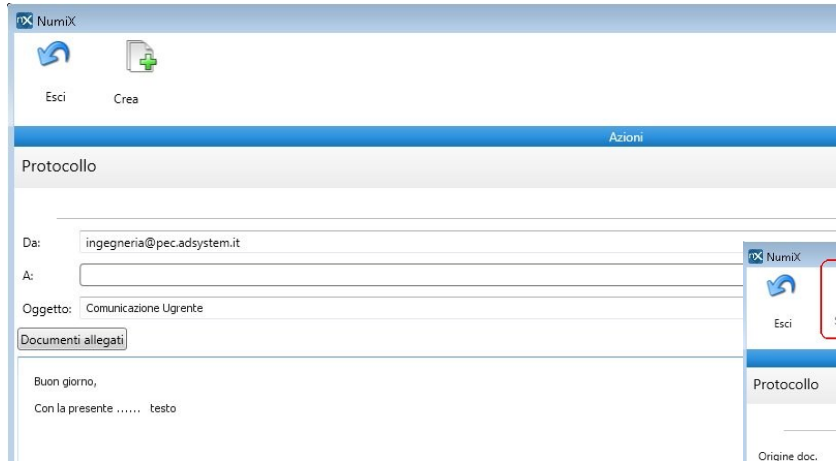 NumiX
Esci Crea
Azioni
Protocollo
Da: ingegneria@pec.adsystem.it
A:
Oggetto: Comunicazione Ugrente
Documenti allegati
Buon giorno,
Con la presente ...... testo
NumiX
Esci
Protocollo
Origine doc.